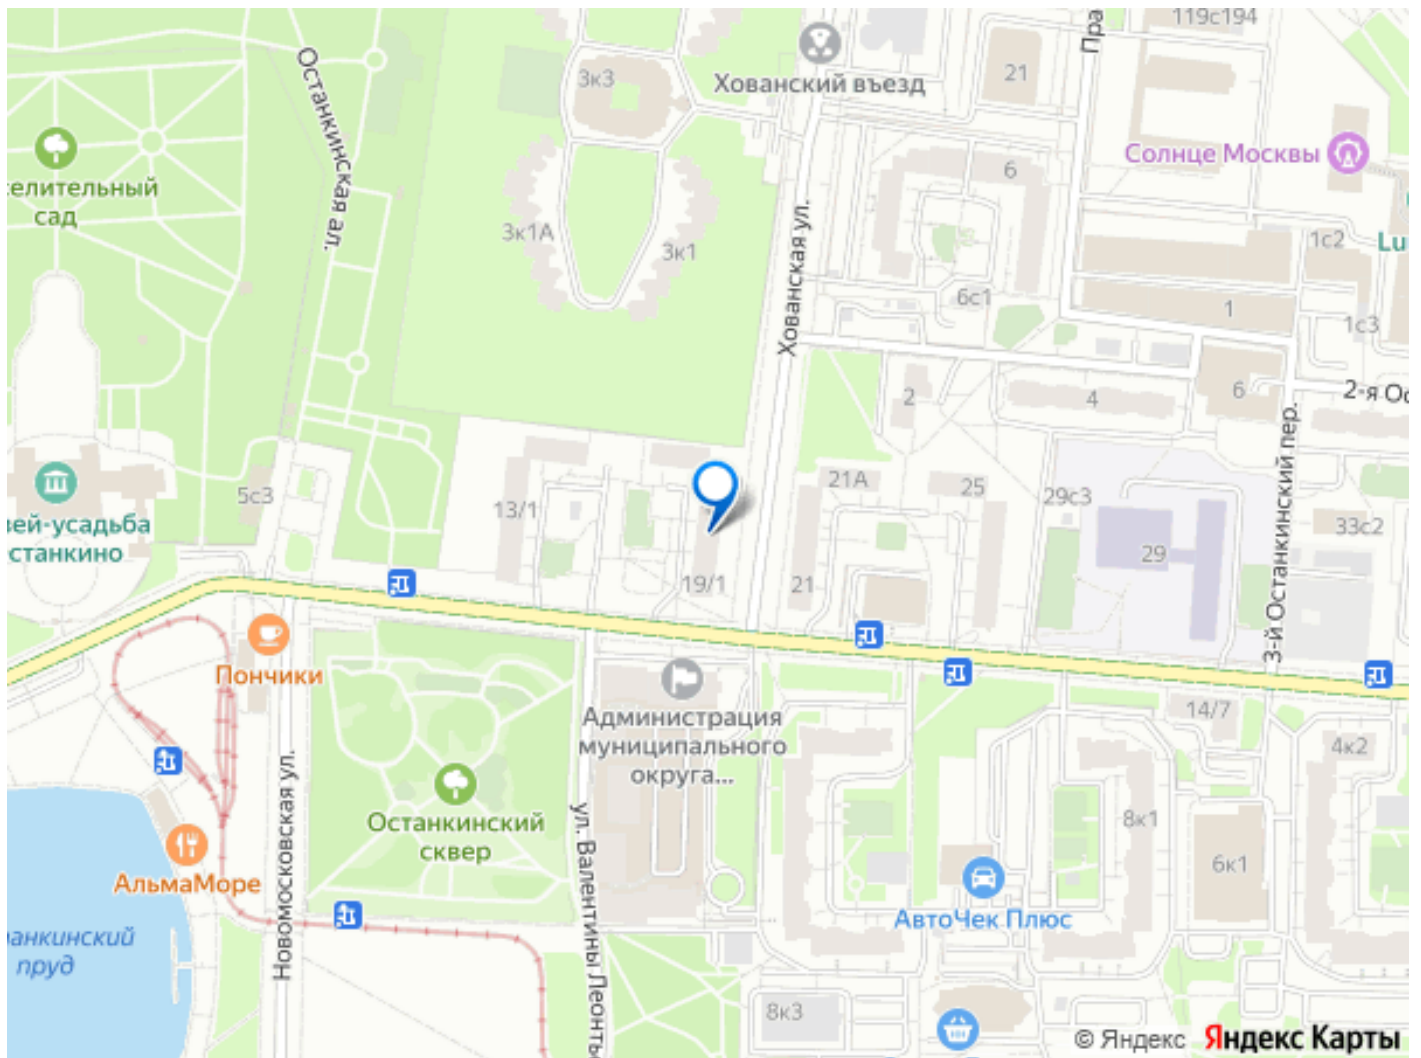 119с194
Пра
21
3к3
Хованский въезд
Останкинская ал.
Солнце Москвы
6
селительный
сад
Хованская ул.
3к1А
3к1
1с2
Lu
6с1
1
1с3
2
4
6
2-я Ос
3-й Останкинский пер.
21А
25
29с3
5с3
13/1
зей-усадьба
станкино
33с2
29
19/1
21
Пончики
14/7
Администрация
муниципального
округа...
4к2
Новомосковская ул.
ул. Валентины Леонть
Останкинский
сквер
8к1
6к1
АльмаМоре
АвтоЧек Плюс
анкинский
пруд
8к3
© Яндекс Яндекс Карты